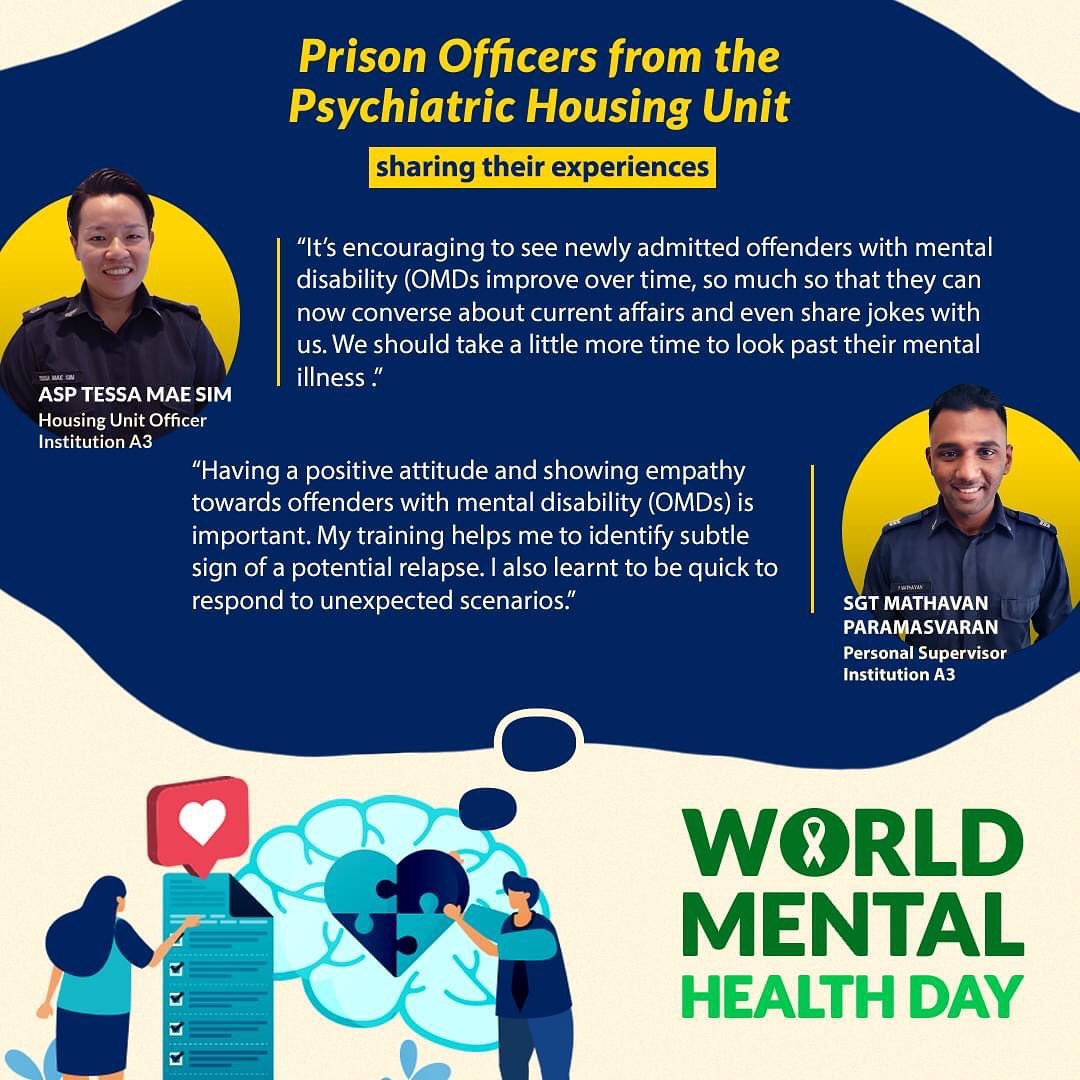 Prison Officers from the
Psychiatric Housing Unit
sharing their experiences
“It’s encouraging to see newly admitted offenders with mental
disability (OMDs improve over time, so much so that they can
now converse about current affairs and even share jokes with
us. We should take a little more time to look past their mental
illness .”
TESSA MAE SIM
ASP TESSA MAE SIM
Housing Unit Officer
Institution A3
“Having a positive attitude and showing empathy
towards offenders with mental disability (OMDs) is
important. My training helps me to identify subtle
sign of a potential relapse. I also learnt to be quick to
respond to unexpected scenarios.”
SGT MATHAVAN
PARAMASVARAN
Personal Supervisor
Institution A3
WORLD
MENTAL
HEALTH DAY